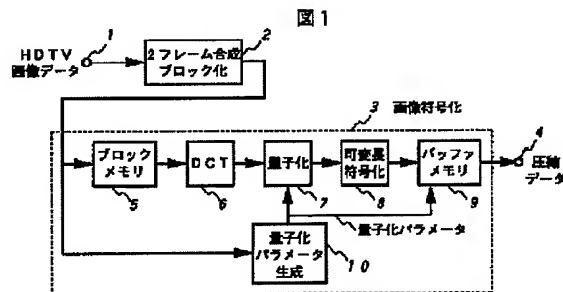 図1
HDTV
画像データ
1
2フレーム合成
ブロック化
2
3
画像符号化
4
圧縮
データ
ブロック
メモリ
5
DCT
6
量子化
7
可変長
符号化
8
バッファ
メモリ
9
量子化パラメータ
量子化
パラメータ
生成
10